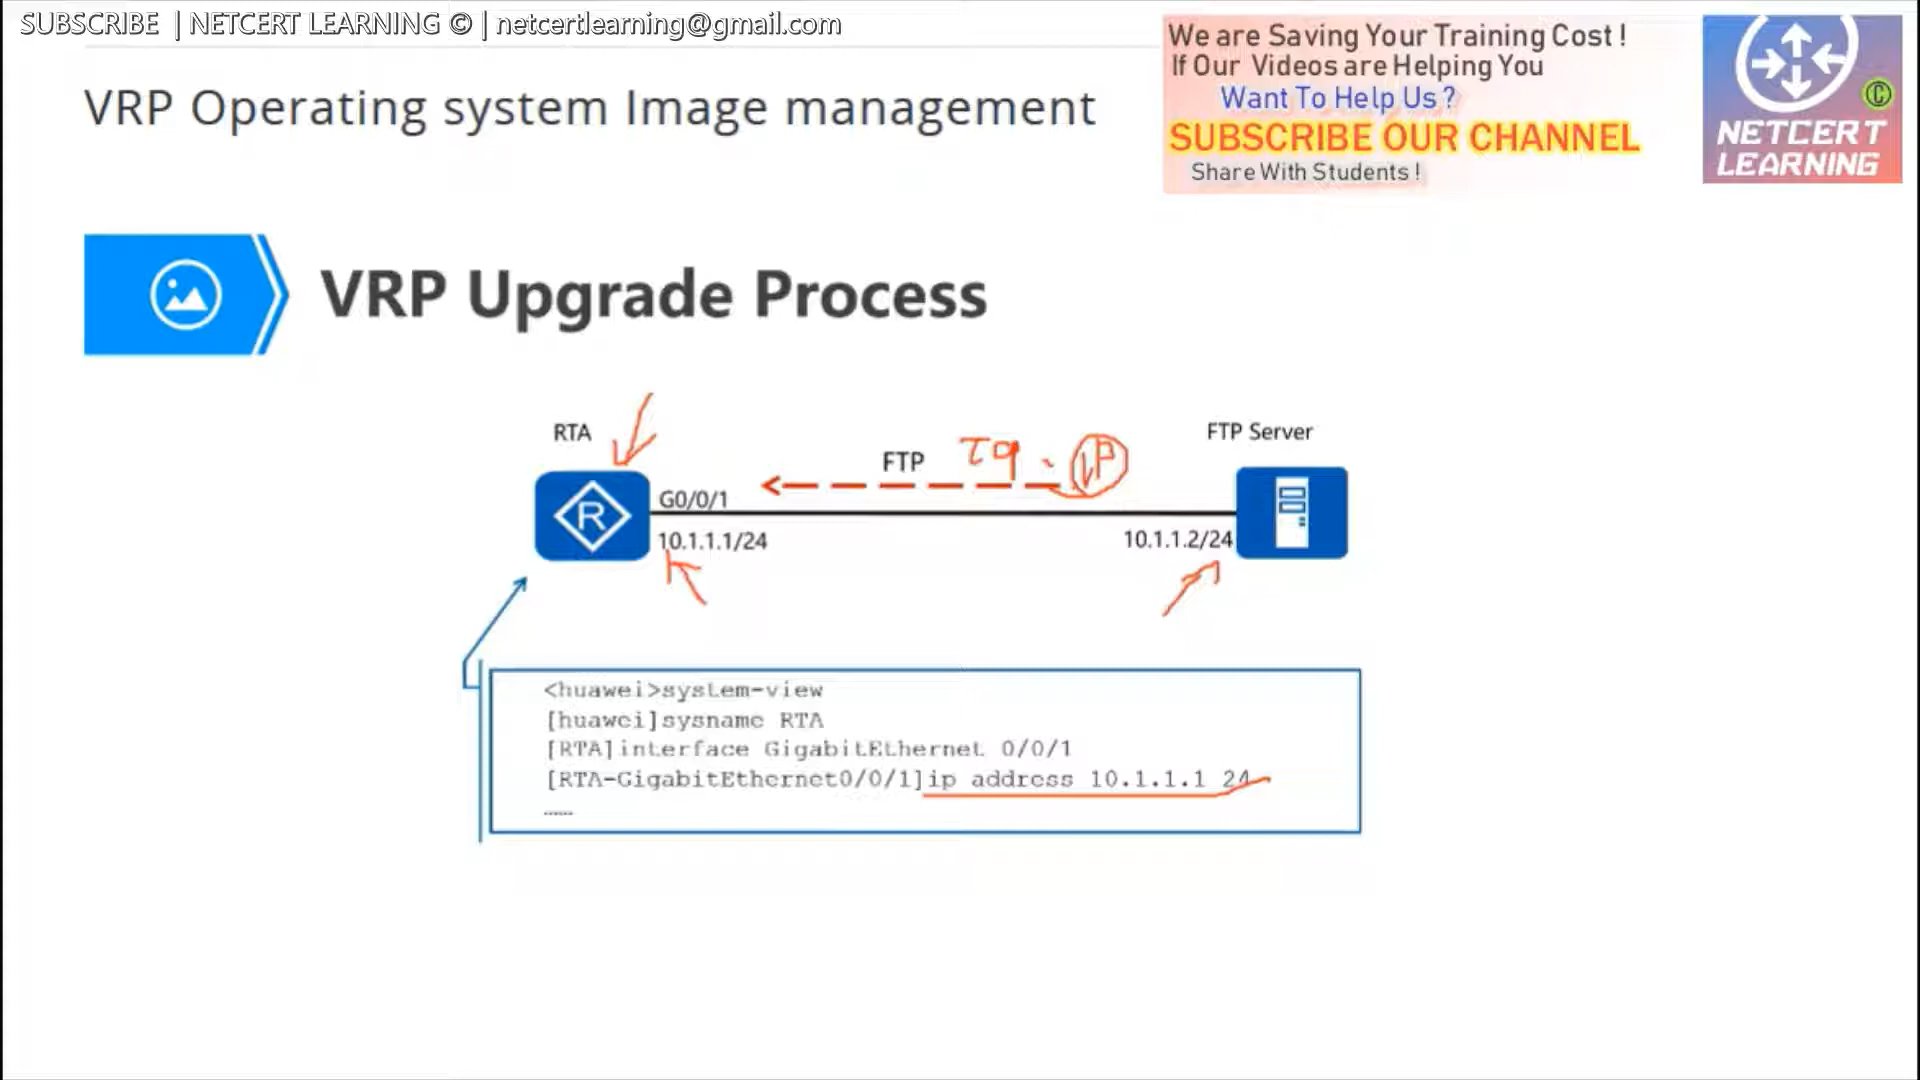 SUBSCRIBE | NETCERT LEARNING © | netcertlearning@gmail.com
We are Saving Your Training Cost !
If Our Videos are Helping You
Want To Help Us ?
SUBSCRIBE OUR CHANNEL
Share With Students !
©
NETCERT
LEARNING
VRP Operating system Image management
VRP Upgrade Process
RTA
FTP
FTP Server
R
G0/0/1
10.1.1.1/24
10.1.1.2/24
<huawei>system-view
[huawei]sysname RTA
[RTA]interface GigabitEthernet 0/0/1
[RTA-GigabitEthernet0/0/1]ip address 10.1.1.1 24
......